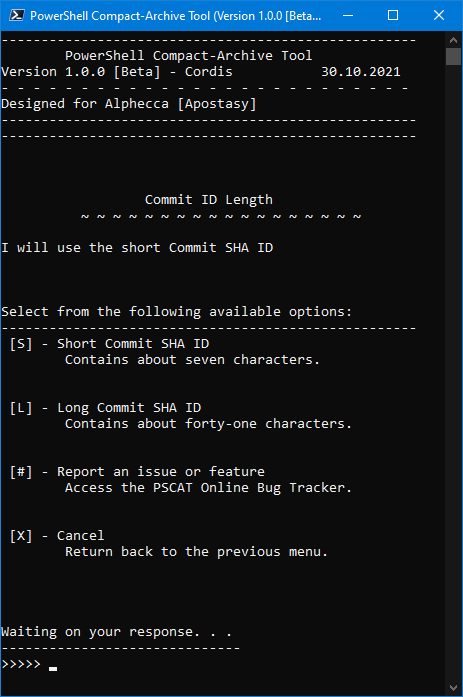 PowerShell Compact-Archive Tool (Version 1.0.0 [Beta...
-----------------------------------------------------
PowerShell Compact-Archive Tool
Version 1.0.0 [Beta] - Cordis 30.10.2021
- - - - - - - - - - - - - - - - - - - - - - - - - -
Designed for Alphecca [Apostasy]
-----------------------------------------------------
-----------------------------------------------------
Commit ID Length
~ ~ ~ ~ ~ ~ ~ ~ ~ ~ ~ ~ ~ ~ ~ ~ ~ ~
I will use the short Commit SHA ID
Select from the following available options:
-----------------------------------------------------
[S] - Short Commit SHA ID
Contains about seven characters.
[L] - Long Commit SHA ID
Contains about forty-one characters.
[#] - Report an issue or feature
Access the PSCAT Online Bug Tracker.
[X] - Cancel
Return back to the previous menu.
Waiting on your response. . .
------------------------------
>>>>> _